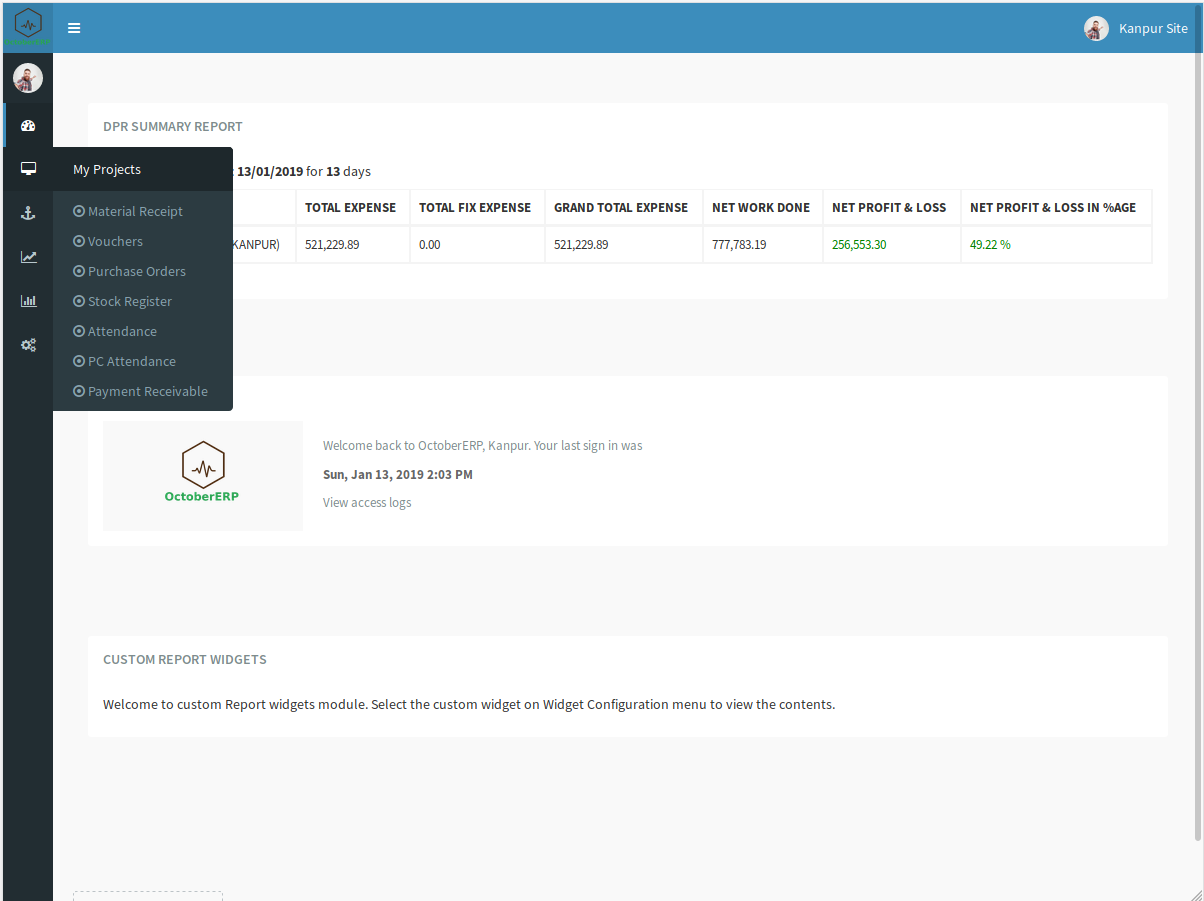 Kanpur Site
DPR SUMMARY REPORT
My Projects
: 13/01/2019 for 13 days
Material Receipt
Vouchers
Purchase Orders
Stock Register
Attendance
PC Attendance
Payment Receivable
TOTAL EXPENSE TOTAL FIX EXPENSE GRAND TOTAL EXPENSE NET WORK DONE NET PROFIT & LOSS NET PROFIT & LOSS IN %AGE
KANPUR) 521,229.89 0.00 521,229.89 777,783.19 256,553.30 49.22 %
OctoberERP
Welcome back to OctoberERP, Kanpur. Your last sign in was
Sun, Jan 13, 2019 2:03 PM
View access logs
CUSTOM REPORT WIDGETS
Welcome to custom Report widgets module. Select the custom widget on Widget Configuration menu to view the contents.